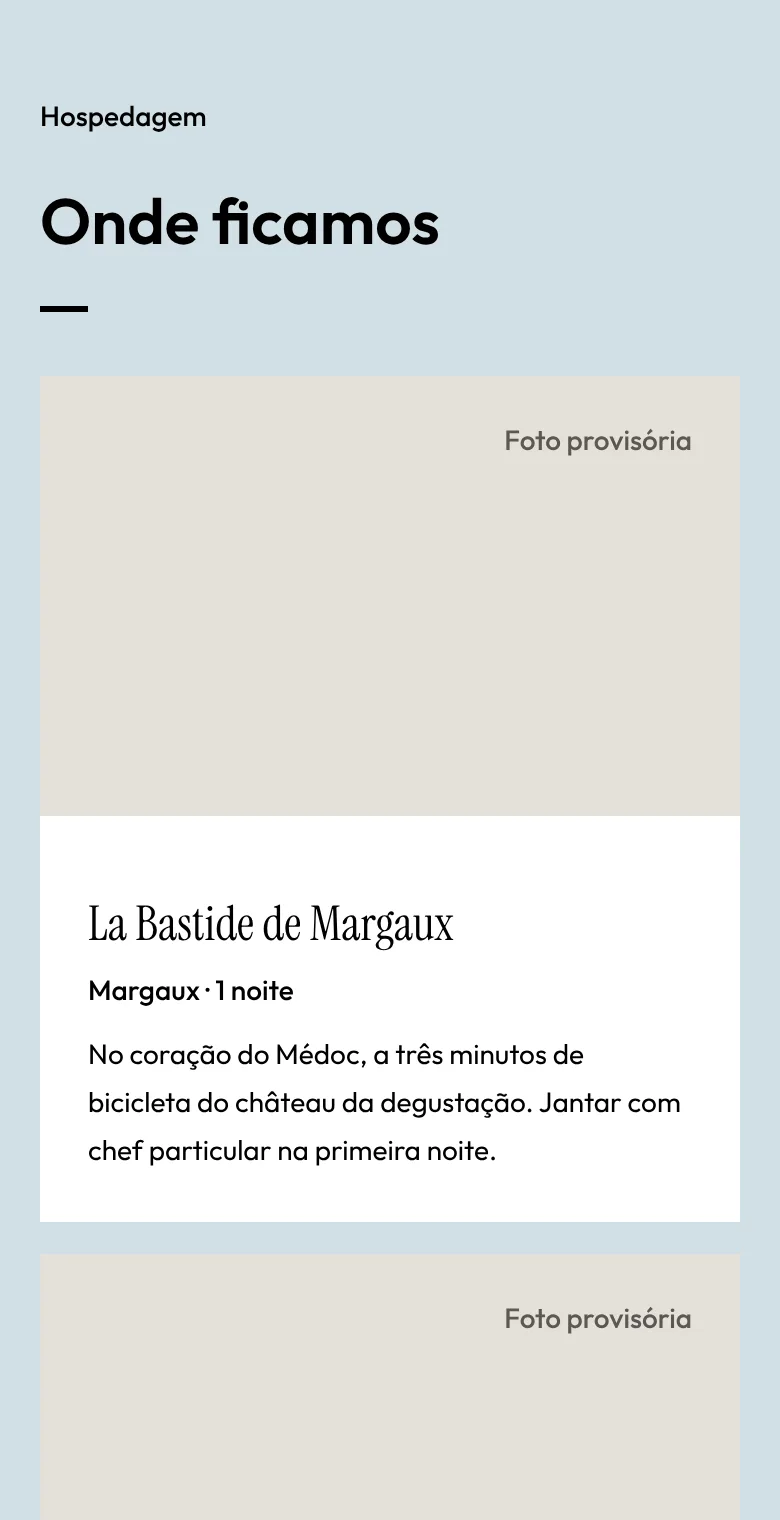 Hospedagem
Onde ficamos
Foto provisória
La Bastide de Margaux
Margaux · 1 noite
No coração do Médoc, a três minutos de
bicicleta do château da degustação. Jantar com
chef particular na primeira noite.
Foto provisória